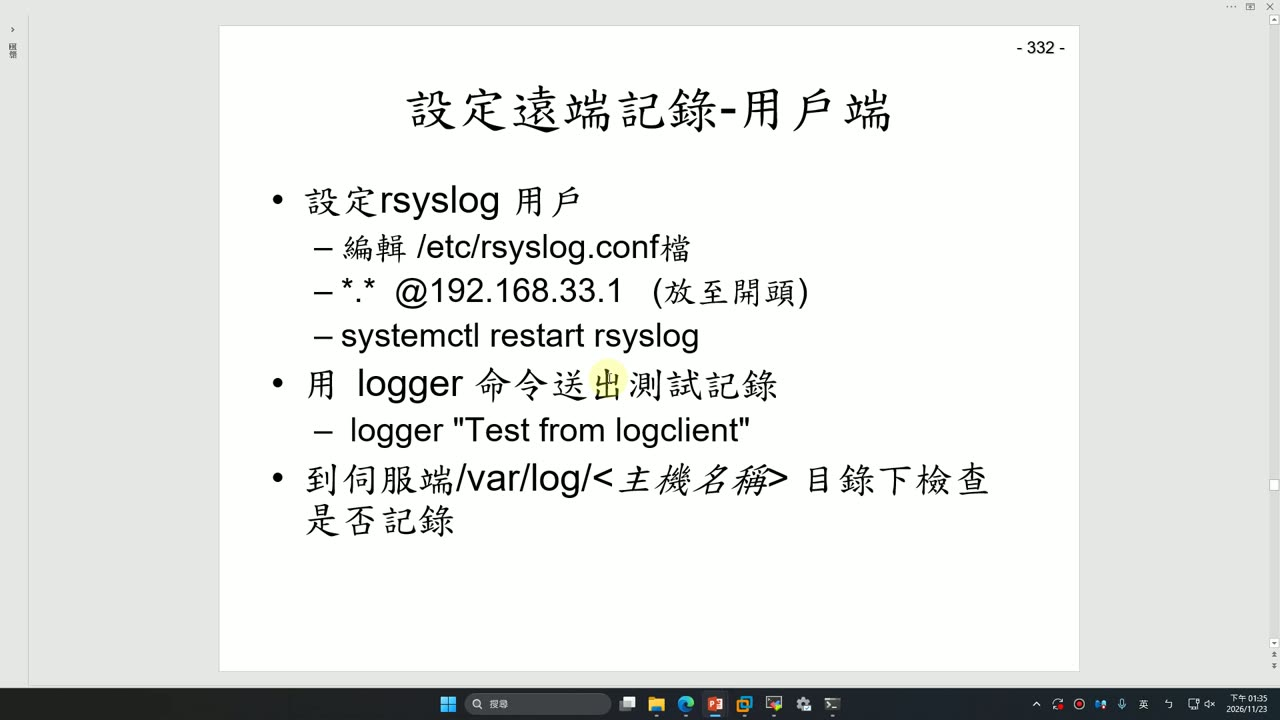 - 332 -
設定遠端記錄-用戶端
• 設定rsyslog 用戶
– 編輯 /etc/rsyslog.conf檔
– *.* @192.168.33.1 (放至開頭)
– systemctl restart rsyslog
• 用 logger 命令送出測試記錄
– logger "Test from logclient"
• 到伺服端/var/log/<主機名稱> 目錄下檢查
是否記錄
搜尋
英
ㄅ
下午 01:35
2026/11/23